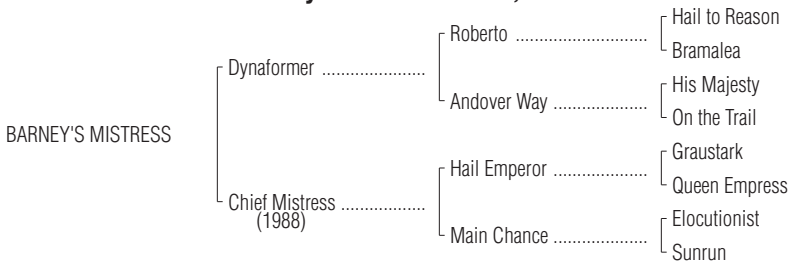 Hail to Reason
Roberto ............................
Bramalea
Dynaformer ......................
His Majesty
Andover Way ....................
On the Trail
BARNEY'S MISTRESS
Graustark
Hail Emperor ....................
Queen Empress
Chief Mistress ..................
(1988)
Elocutionist
Main Chance ....................
Sunrun